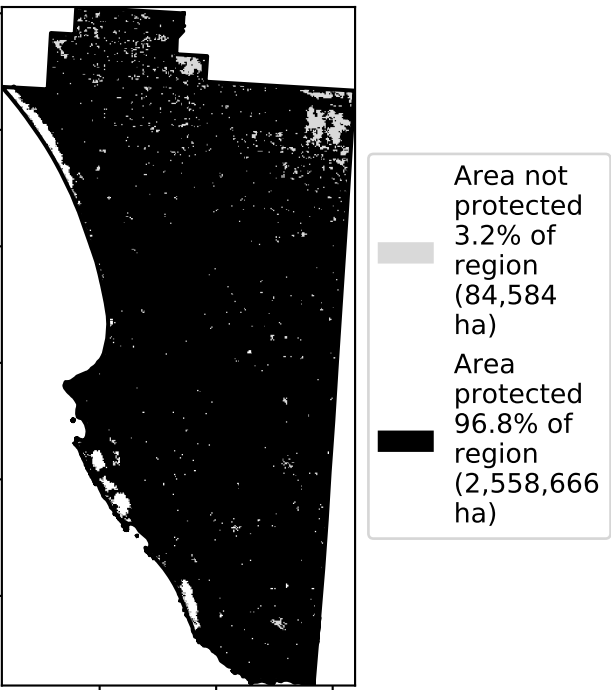 Area not
protected
3.2% of
region
(84,584
ha)
Area
protected
96.8% of
region
(2,558,666
ha)